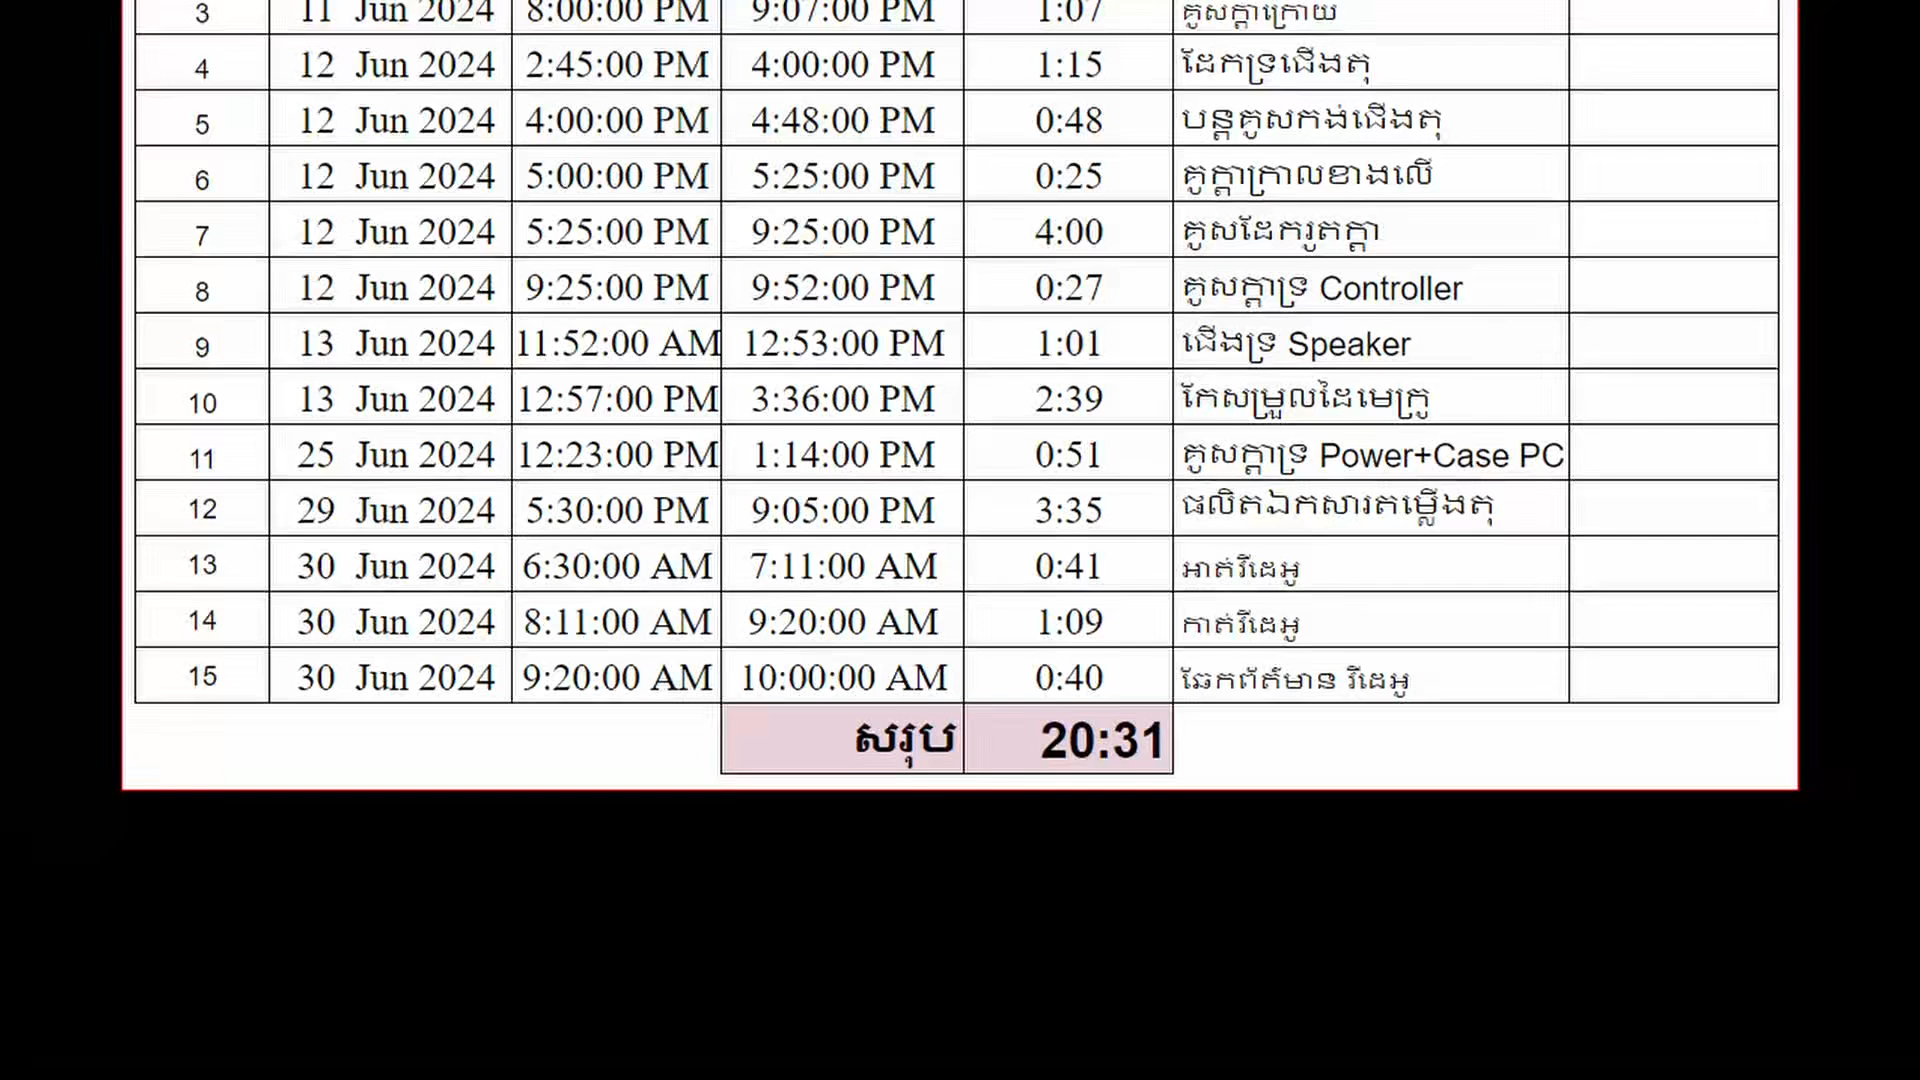 3 11 Jun 2024 8:00:00 PM 9:07:00 PM 1:07 គូសក្តាក្រោយ
4 12 Jun 2024 2:45:00 PM 4:00:00 PM 1:15 ដែកទ្រជើងតុ
5 12 Jun 2024 4:00:00 PM 4:48:00 PM 0:48 បន្តគូសកង់ជើងតុ
6 12 Jun 2024 5:00:00 PM 5:25:00 PM 0:25 គូក្តាក្រាលខាងលើ
7 12 Jun 2024 5:25:00 PM 9:25:00 PM 4:00 គូសដែករូតក្តា
8 12 Jun 2024 9:25:00 PM 9:52:00 PM 0:27 គូសក្តាទ្រ Controller
9 13 Jun 2024 11:52:00 AM 12:53:00 PM 1:01 ជើងទ្រ Speaker
10 13 Jun 2024 12:57:00 PM 3:36:00 PM 2:39 កែសម្រួលដៃមេក្រូ
11 25 Jun 2024 12:23:00 PM 1:14:00 PM 0:51 គូសក្តាទ្រ Power+Case PC
12 29 Jun 2024 5:30:00 PM 9:05:00 PM 3:35 ផលិតឯកសារតម្លើងតុ
13 30 Jun 2024 6:30:00 AM 7:11:00 AM 0:41 អាត់វីដេអូ
14 30 Jun 2024 8:11:00 AM 9:20:00 AM 1:09 កាត់វីដេអូ
15 30 Jun 2024 9:20:00 AM 10:00:00 AM 0:40 ឆែកព័ត៌មាន វីដេអូ
សរុប 20:31